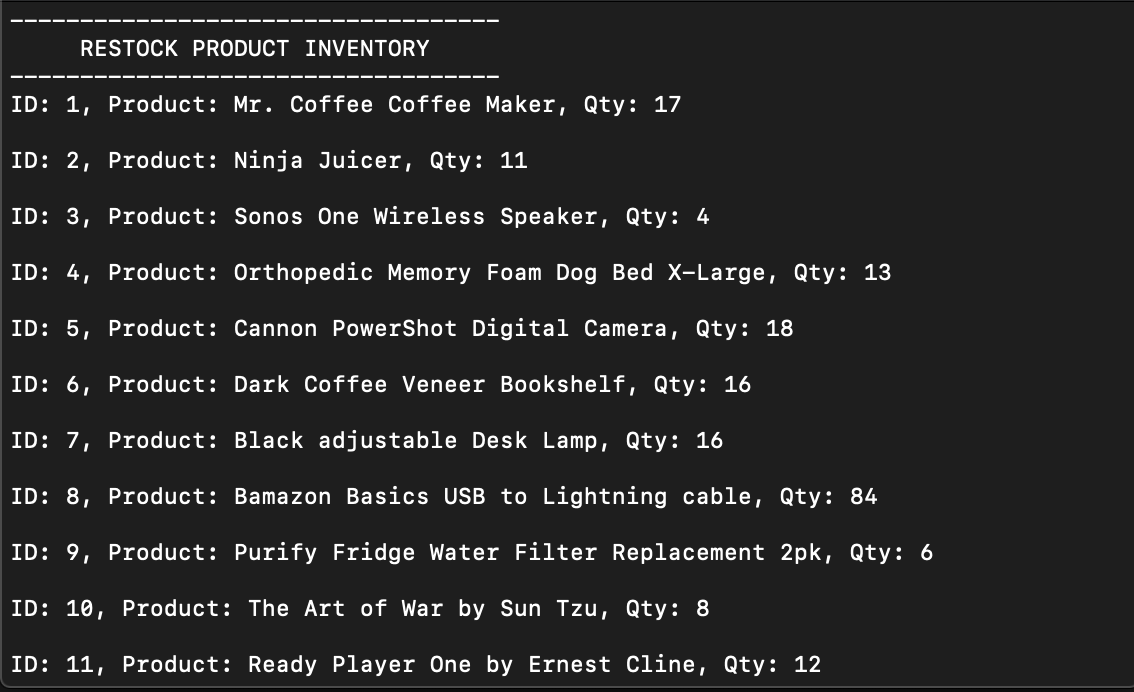 -----------------------------------
RESTOCK PRODUCT INVENTORY
-----------------------------------
ID: 1, Product: Mr. Coffee Coffee Maker, Qty: 17
ID: 2, Product: Ninja Juicer, Qty: 11
ID: 3, Product: Sonos One Wireless Speaker, Qty: 4
ID: 4, Product: Orthopedic Memory Foam Dog Bed X-Large, Qty: 13
ID: 5, Product: Cannon PowerShot Digital Camera, Qty: 18
ID: 6, Product: Dark Coffee Veneer Bookshelf, Qty: 16
ID: 7, Product: Black adjustable Desk Lamp, Qty: 16
ID: 8, Product: Bamazon Basics USB to Lightning cable, Qty: 84
ID: 9, Product: Purify Fridge Water Filter Replacement 2pk, Qty: 6
ID: 10, Product: The Art of War by Sun Tzu, Qty: 8
ID: 11, Product: Ready Player One by Ernest Cline, Qty: 12